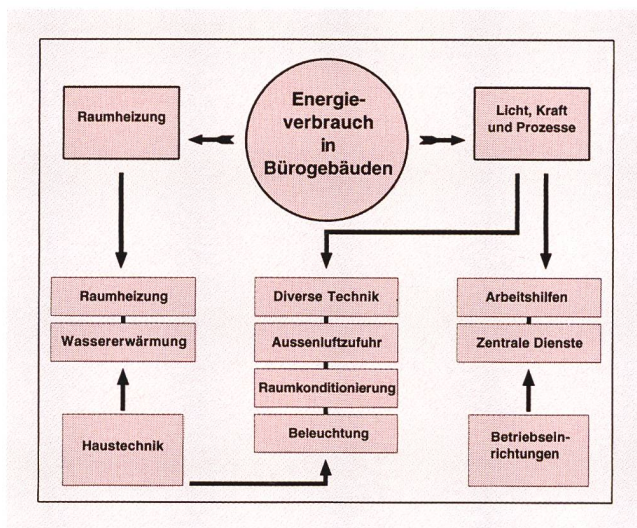 Energie-
verbrauch
in
Bürogebäuden
Raumheizung
Licht, Kraft
und Prozesse
Raumheizung
Wassererwärmung
Haustechnik
Diverse Technik
Aussenluftzufuhr
Raumkonditionierung
Beleuchtung
Arbeitshilfen
Zentrale Dienste
Betriebsein-
richtungen